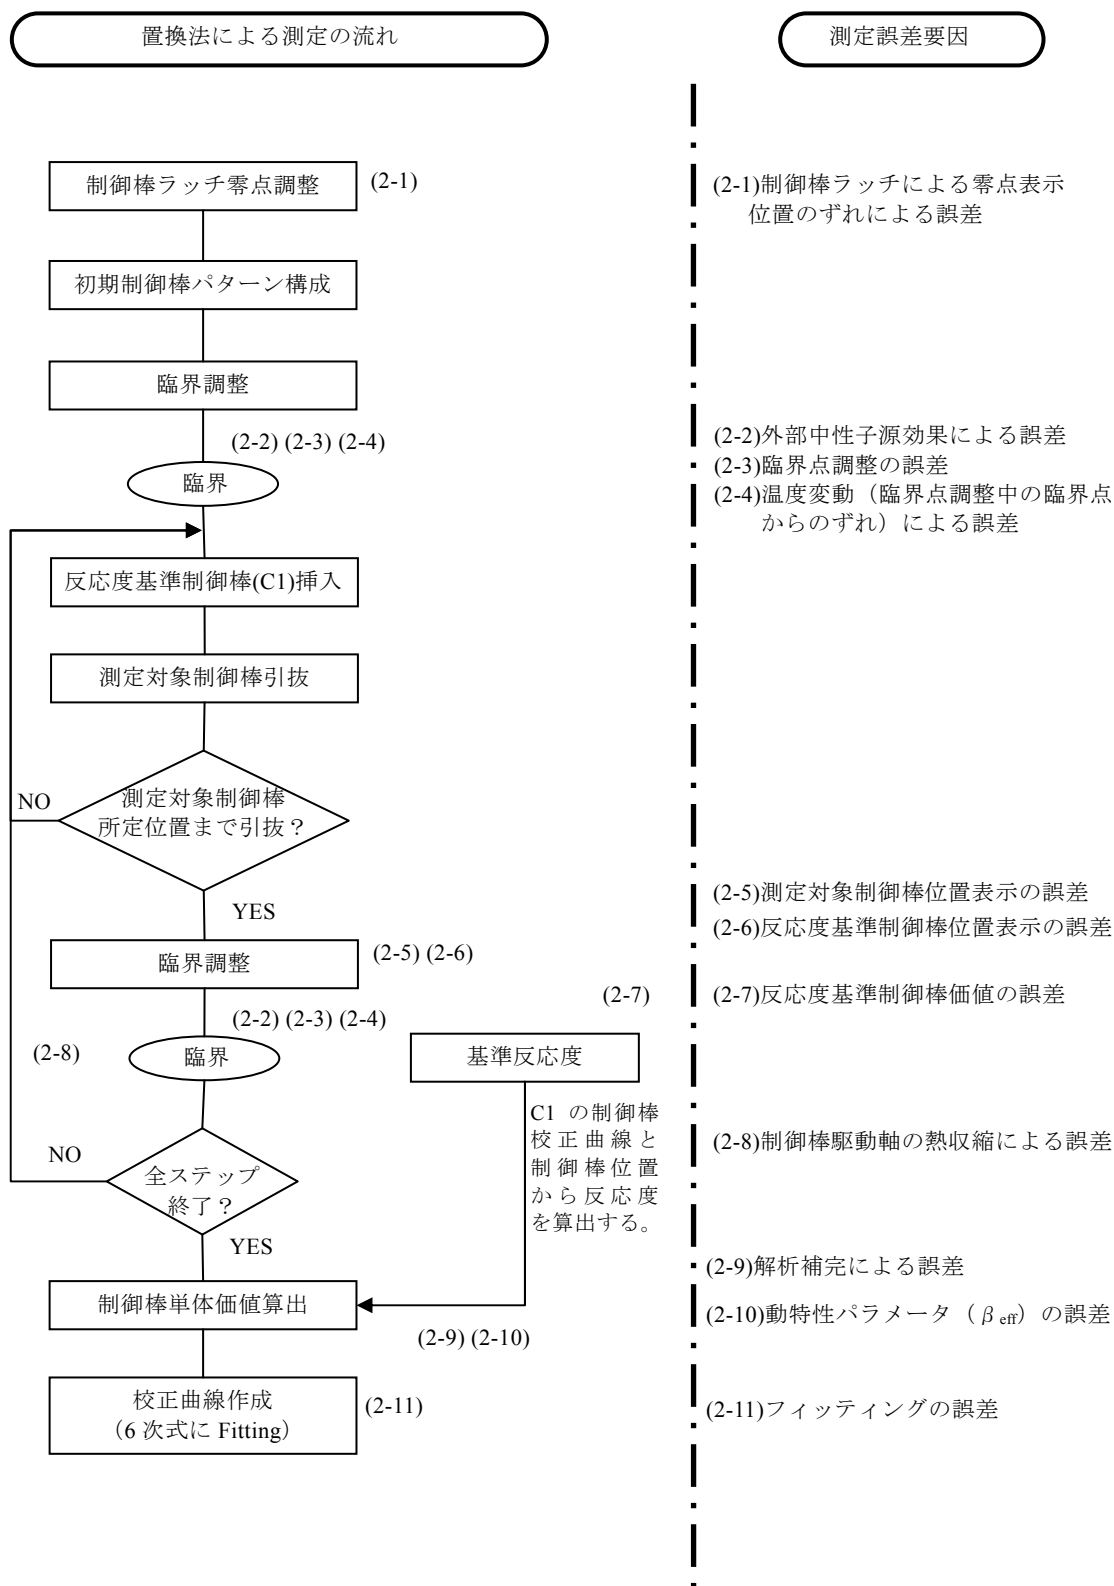 置換法による測定の流れ
測定誤差要因
制御棒ラッチ零点調整
(2-1)
(2-1)制御棒ラッチによる零点表示
位置のずれによる誤差
初期制御棒パターン構成
臨界調整
(2-2) (2-3) (2-4)
臨界
(2-2)外部中性子源効果による誤差
(2-3)臨界点調整の誤差
(2-4)温度変動（臨界点調整中の臨界点
からのずれ）による誤差
反応度基準制御棒(C1)挿入
測定対象制御棒引抜
NO
測定対象制御棒
所定位置まで引抜？
YES
(2-5)測定対象制御棒位置表示の誤差
(2-6)反応度基準制御棒位置表示の誤差
臨界調整
(2-5) (2-6)
(2-7)
(2-7)反応度基準制御棒価値の誤差
(2-2) (2-3) (2-4)
(2-8)
臨界
基準反応度
C1 の制御棒
校正曲線と
制御棒位置
から反応度
を算出する。
(2-8)制御棒駆動軸の熱収縮による誤差
NO
全ステップ
終了？
YES
(2-9)解析補完による誤差
制御棒単体価値算出
(2-9) (2-10)
(2-10)動特性パラメータ（βeff）の誤差
校正曲線作成
（6 次式に Fitting）
(2-11)
(2-11)フィッティングの誤差